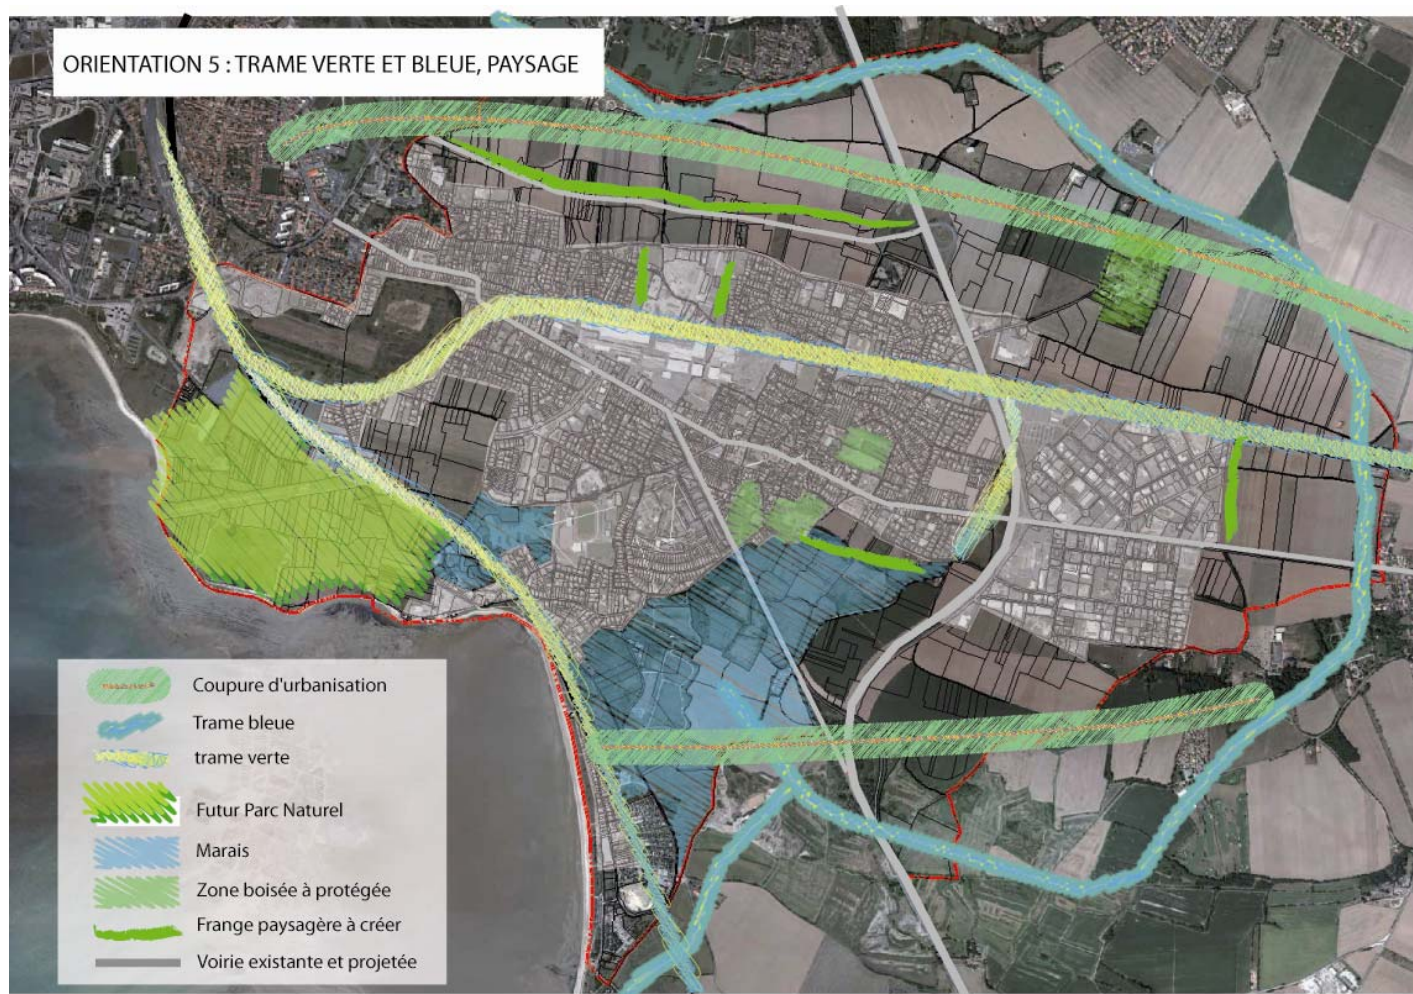 ORIENTATION 5 : TRAME VERTE ET BLEUE, PAYSAGE
Coupure d'urbanisation
Trame bleue
trame verte
Futur Parc Naturel
Marais
Zone boisée à protégée
Frange paysagère à créer
Voirie existante et projetée